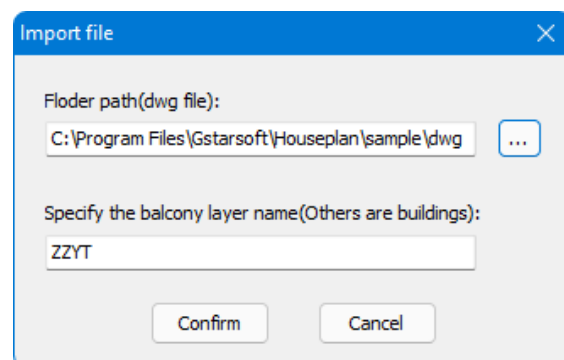 Import file
Floder path(dwg file):
C:\Program Files\Gstarsoft\Houseplan\sample\dwg
...
Specify the balcony layer name(Others are buildings):
ZZYT
Confirm
Cancel